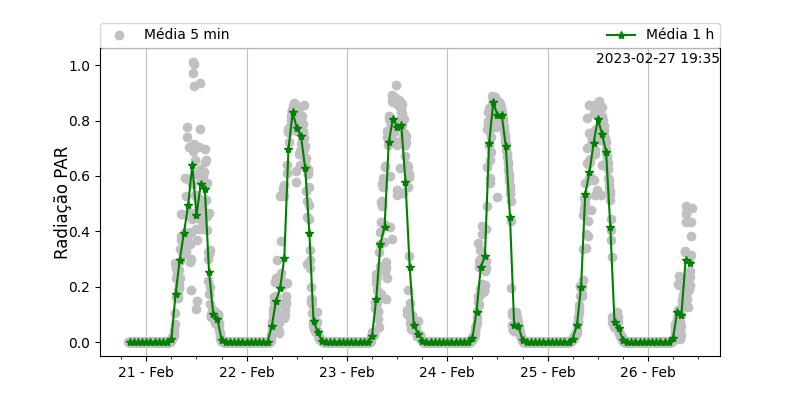 Média 5 min
Média 1 h
2023-02-27 19:35
Radiação PAR
1.0
0.8
0.6
0.4
0.2
0.0
21 - Feb
22 - Feb
23 - Feb
24 - Feb
25 - Feb
26 - Feb